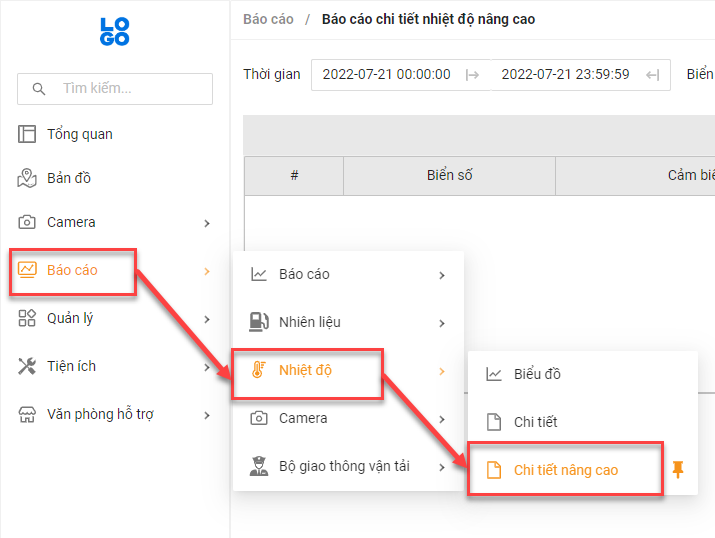 LO
GO
Báo cáo / Báo cáo chi tiết nhiệt độ nâng cao
Tìm kiếm...
Thời gian 2022-07-21 00:00:00 2022-07-21 23:59:59 Biển
# Biển số Cảm biế
Tổng quan
Bản đồ
Camera
Báo cáo
Quản lý
Tiện ích
Văn phòng hỗ trợ
Báo cáo
Nhiên liệu
Nhiệt độ
Camera
Bộ giao thông vận tải
Biểu đồ
Chi tiết
Chi tiết nâng cao